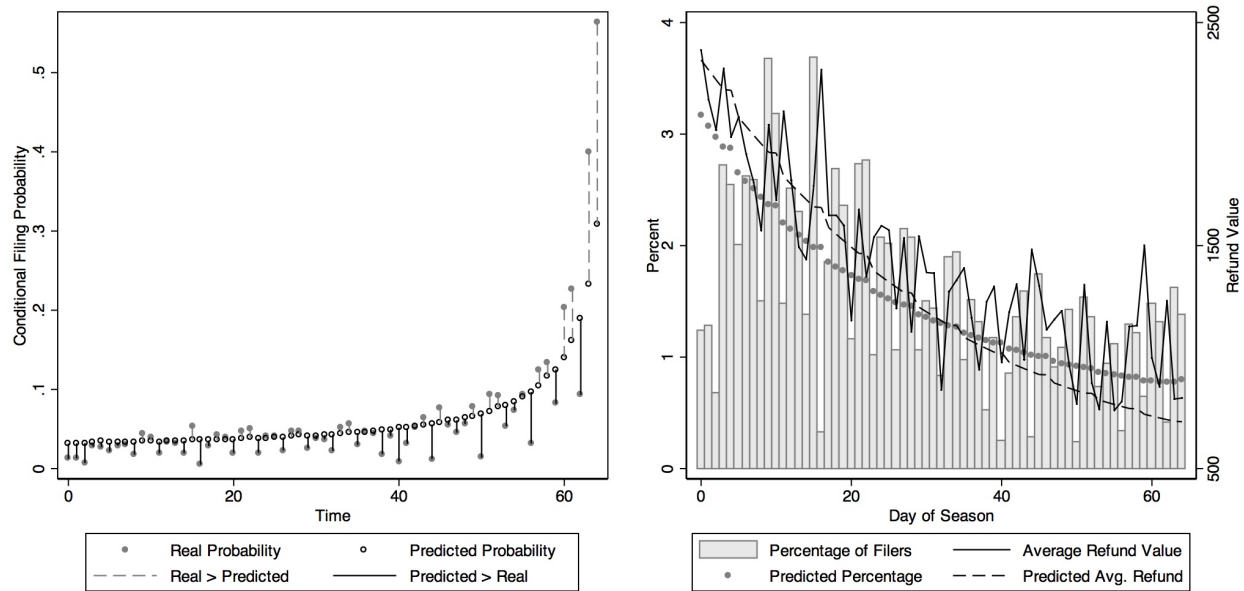 Conditional Filing Probability
.5
.4
.3
.2
.1
0
0 20 40 60
Time
Real Probability Predicted Probability
Real > Predicted Predicted > Real
Percent
4
3
2
1
0
2500
1500
500
Refund Value
0 20 40 60
Day of Season
Percentage of Filers Average Refund Value
Predicted Percentage Predicted Avg. Refund